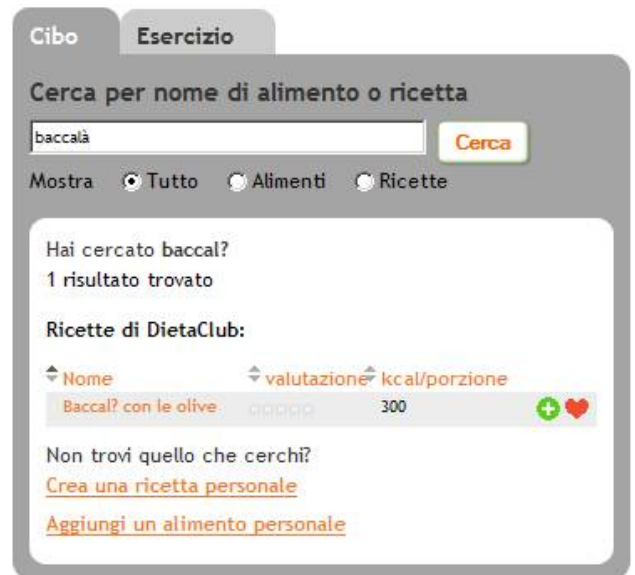 Cibo Esercizio
Cerca per nome di alimento o ricetta
baccalà Cerca
Mostra Tutto Alimenti Ricette
Hai cercato baccal?
1 risultato trovato
Ricette di DietaClub:
Nome valutazione kcal/porzione
Baccal? con le olive 300
Non trovi quello che cerchi?
Crea una ricetta personale
Aggiungi un alimento personale